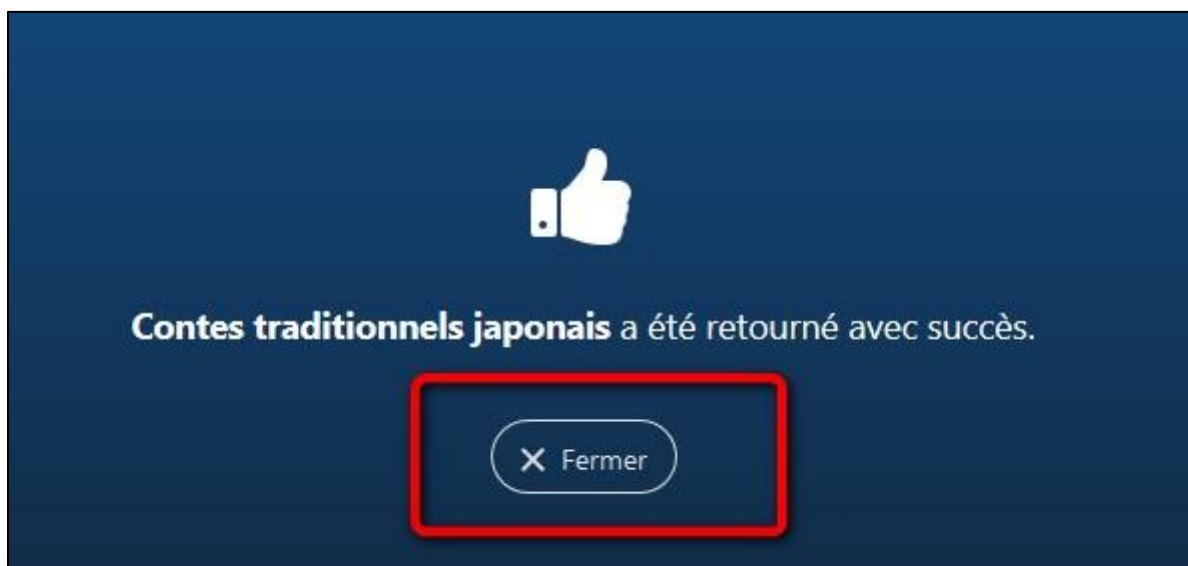 Contes traditionnels japonais a été retourné avec succès.
Fermer